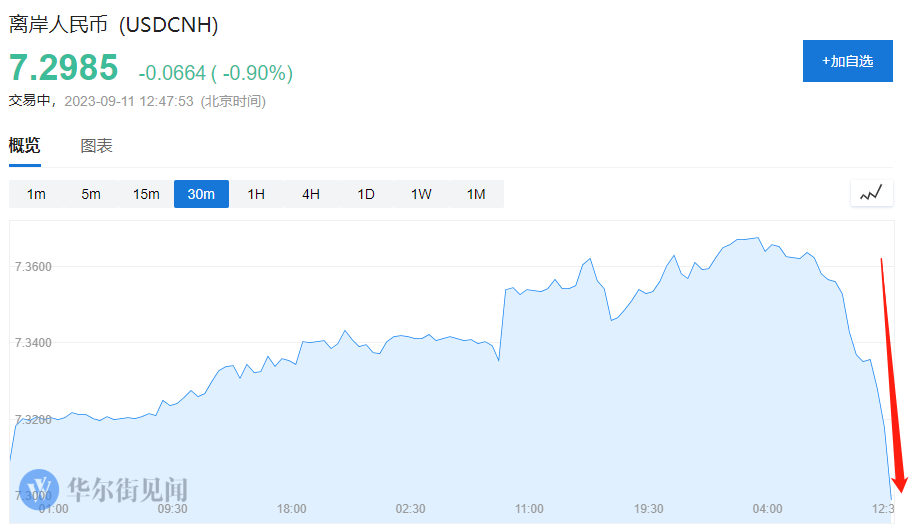 离岸人民币 (USDCNH)
7.2985 -0.0664 ( -0.90%)
+加自选
交易中，2023-09-11 12:47:53 (北京时间)
概览 图表
1m 5m 15m 30m 1H 4H 1D 1W 1M
7.3600
7.3400
7.3200
7.3000
华尔街见闻
01:00 09:30 18:00 02:30 11:00 19:30 04:00 12:3